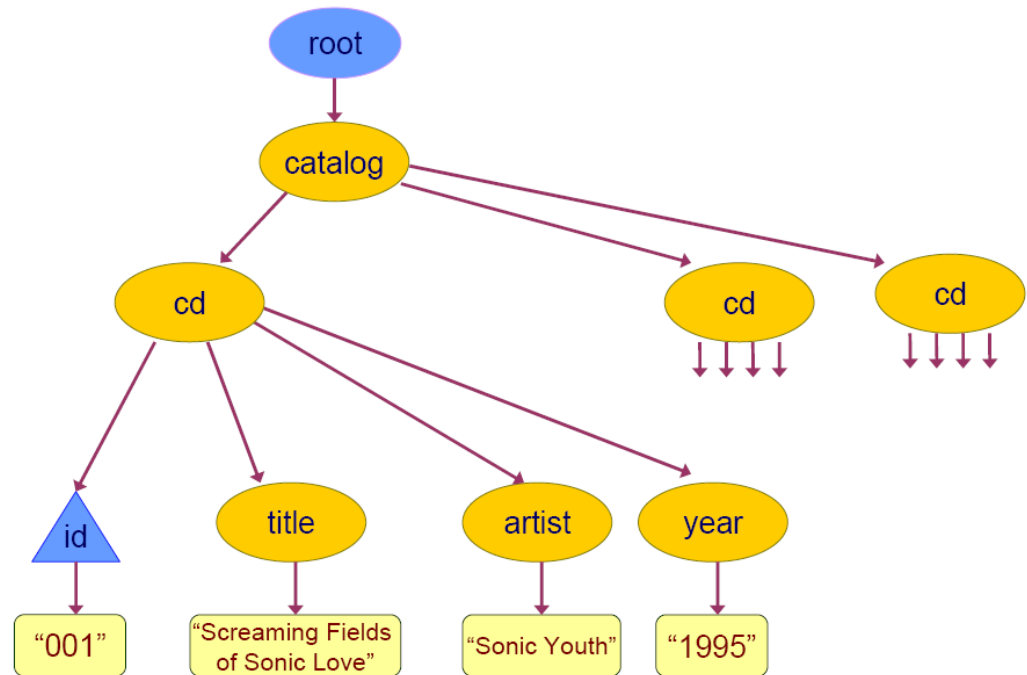 root
catalog
cd
cd
cd
id
title
artist
year
“001”
“Screaming Fields
of Sonic Love”
“Sonic Youth”
“1995”